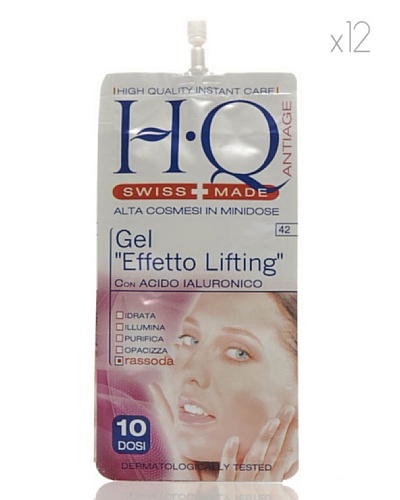 x12
|HIGH QUALITY INSTANT CARE|
H·Q
ANTIAGE
SWISS MADE
ALTA COSMESI IN MINIDOSE
42
Gel
"Effetto Lifting"
CON ACIDO IALURONICO
IDRATA
ILLUMINA
PURIFICA
OPACIZZA
rassoda
10
DOSI
DERMATOLOGICALLY TESTED